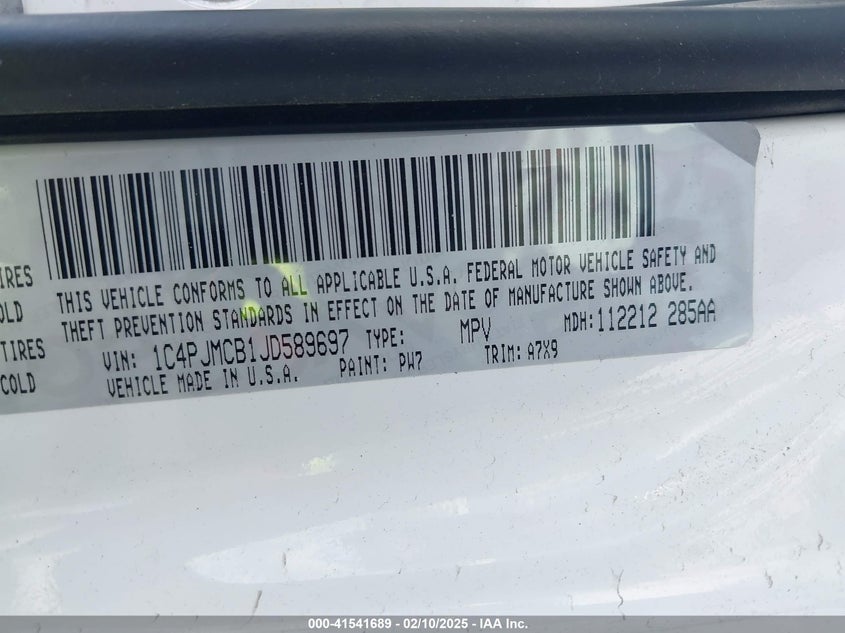 THIS VEHICLE CONFORMS TO ALL APPLICABLE U.S.A. FEDERAL MOTOR VEHICLE SAFETY AND
THEFT PREVENTION STANDARDS IN EFFECT ON THE DATE OF MANUFACTURE SHOWN ABOVE.
VIN: 1C4PJMCB1JD589697 TYPE: MPV MDH:112212 285AA
VEHICLE MADE IN U.S.A. PAINT: PW7 TRIM: A7X9
TIRES
COLD
000-41541689 / 02/10/2025 - IAA Inc.